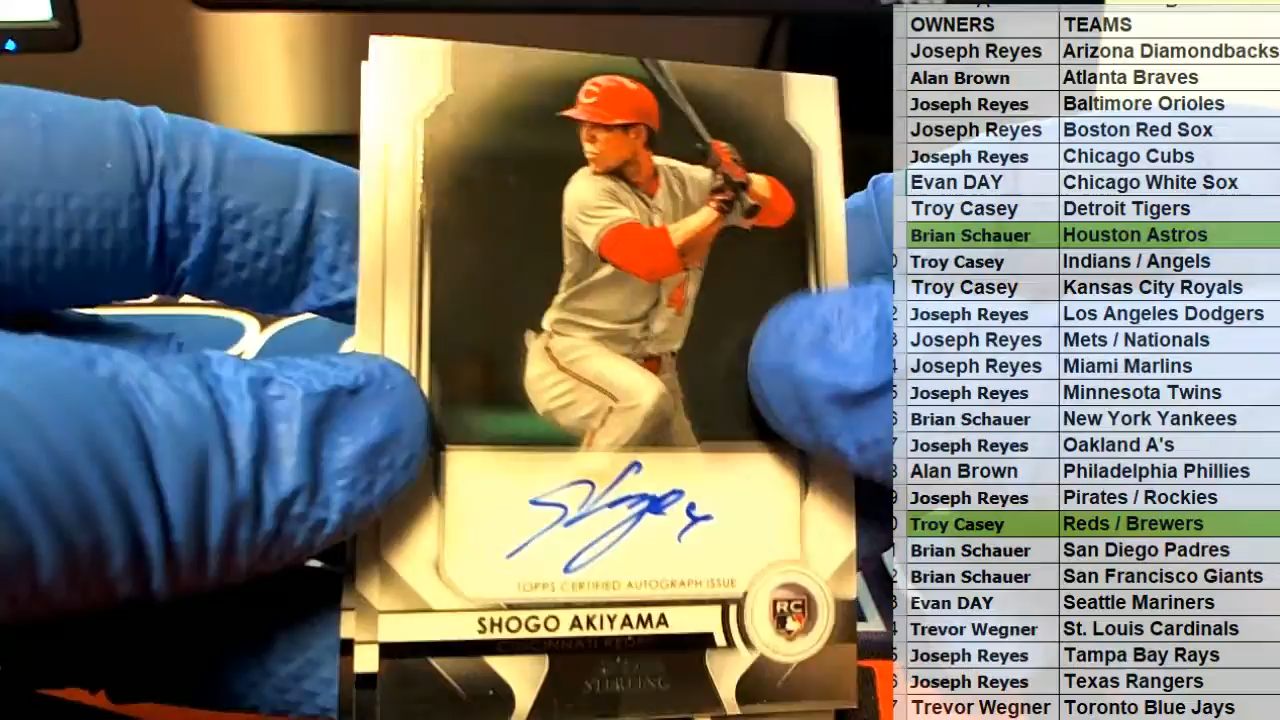 C
4
Shogo 4
TOPPS CERTIFIED AUTOGRAPH ISSUE
SHOGO AKIYAMA
CINCINNATI REDS
RC
STERLING
OWNERS TEAMS
Joseph Reyes Arizona Diamondbacks
Alan Brown Atlanta Braves
Joseph Reyes Baltimore Orioles
Joseph Reyes Boston Red Sox
Joseph Reyes Chicago Cubs
Evan DAY Chicago White Sox
Troy Casey Detroit Tigers
Brian Schauer Houston Astros
Troy Casey Indians / Angels
Troy Casey Kansas City Royals
Joseph Reyes Los Angeles Dodgers
Joseph Reyes Mets / Nationals
Joseph Reyes Miami Marlins
Joseph Reyes Minnesota Twins
Brian Schauer New York Yankees
Joseph Reyes Oakland A's
Alan Brown Philadelphia Phillies
Joseph Reyes Pirates / Rockies
Troy Casey Reds / Brewers
Brian Schauer San Diego Padres
Brian Schauer San Francisco Giants
Evan DAY Seattle Mariners
Trevor Wegner St. Louis Cardinals
Joseph Reyes Tampa Bay Rays
Joseph Reyes Texas Rangers
Trevor Wegner Toronto Blue Jays